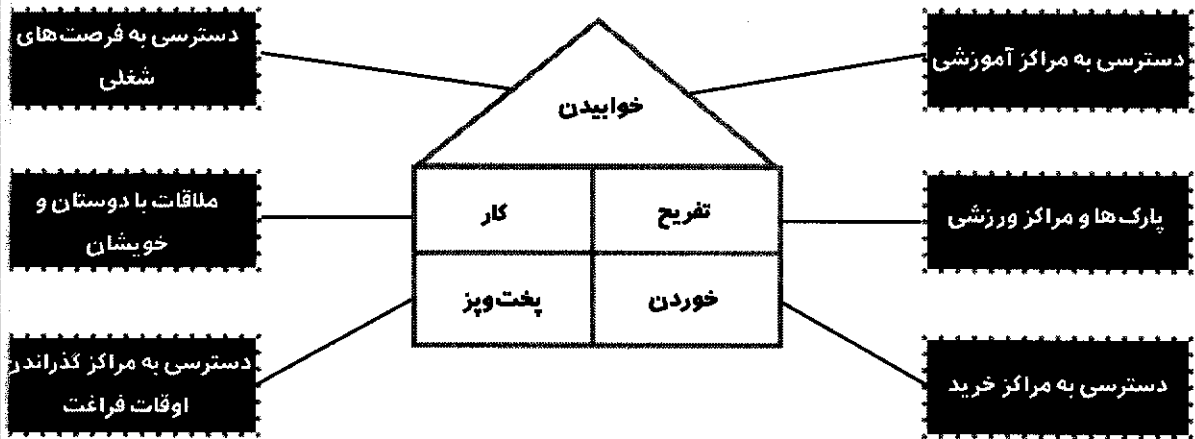 دسترسی به مراکز آموزشی
دسترسی به فرصت‌های
شغلی
خوابیدن
پارک‌ها و مراکز ورزشی
تفریح
کار
ملاقات با دوستان و
خویشان
خوردن
پخت‌وپز
دسترسی به مراکز خرید
دسترسی به مراکز گذراندن
اوقات فراغت